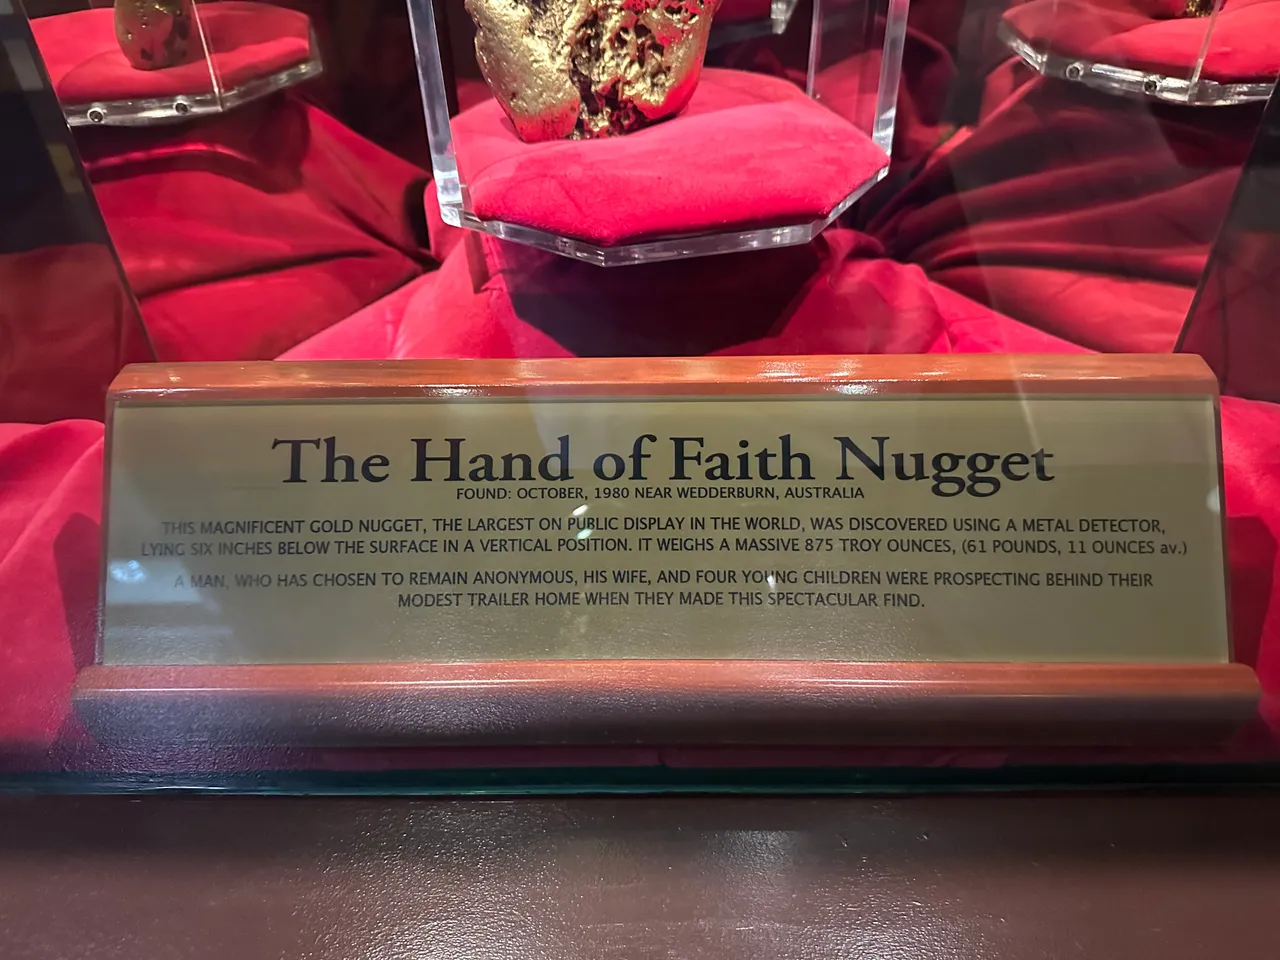 The Hand of Faith Nugget
FOUND: OCTOBER, 1980 NEAR WEDDERBURN, AUSTRALIA
THIS MAGNIFICENT GOLD NUGGET, THE LARGEST ON PUBLIC DISPLAY IN THE WORLD, WAS DISCOVERED USING A METAL DETECTOR,
LYING SIX INCHES BELOW THE SURFACE IN A VERTICAL POSITION. IT WEIGHS A MASSIVE 875 TROY OUNCES, (61 POUNDS, 11 OUNCES av.)
A MAN, WHO HAS CHOSEN TO REMAIN ANONYMOUS, HIS WIFE, AND FOUR YOUNG CHILDREN WERE PROSPECTING BEHIND THEIR
MODEST TRAILER HOME WHEN THEY MADE THIS SPECTACULAR FIND.